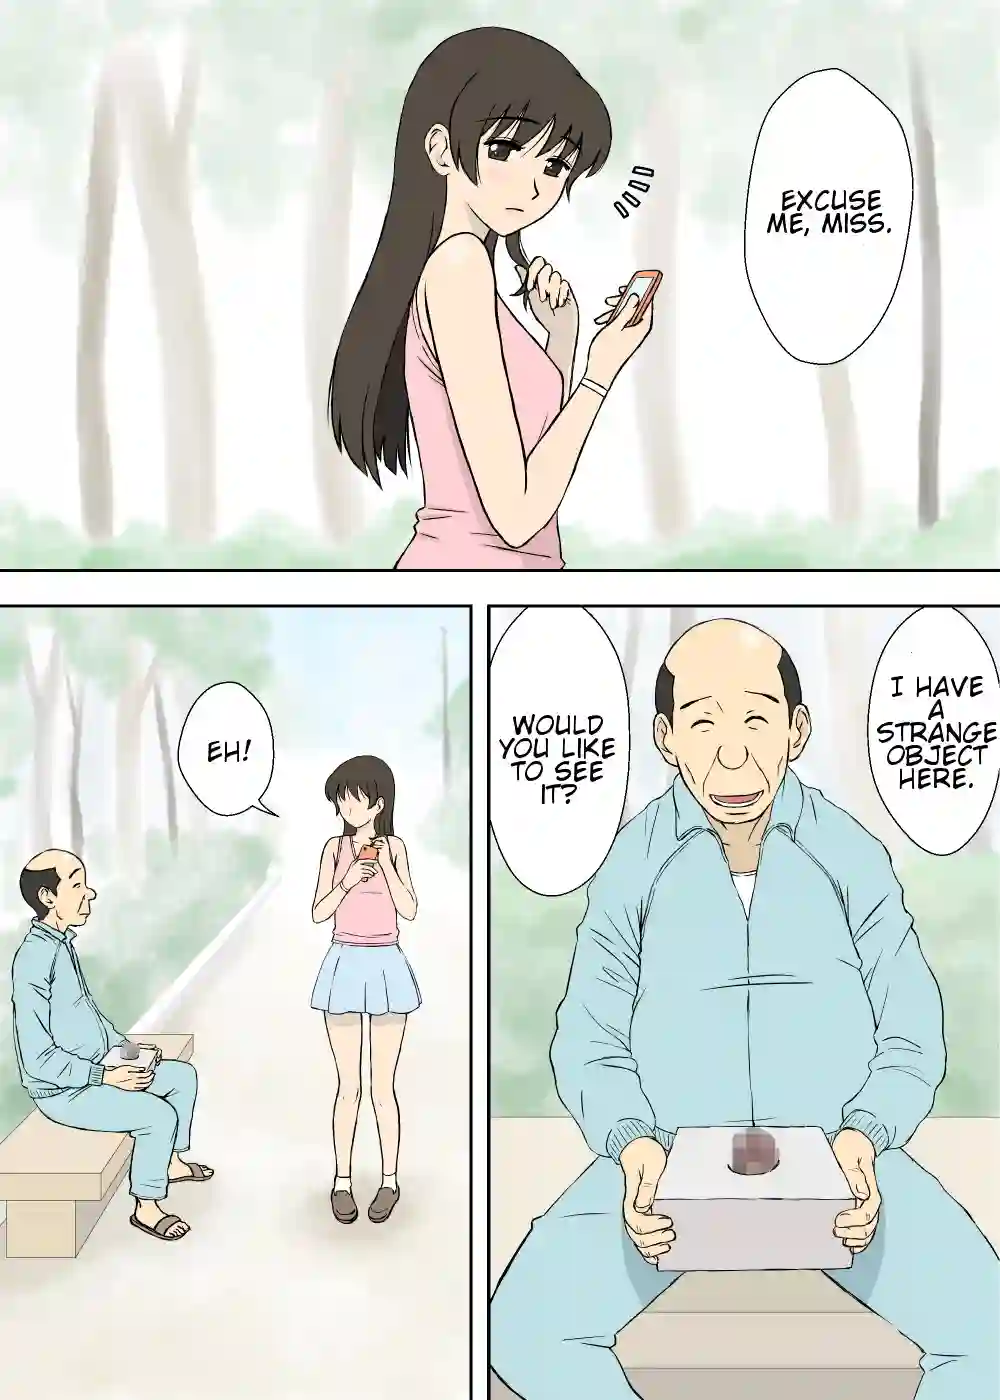 EXCUSE
ME, MISS.
EH!
I HAVE
A
STRANGE
OBJECT
HERE.
WOULD
YOU LIKE
TO SEE
IT?